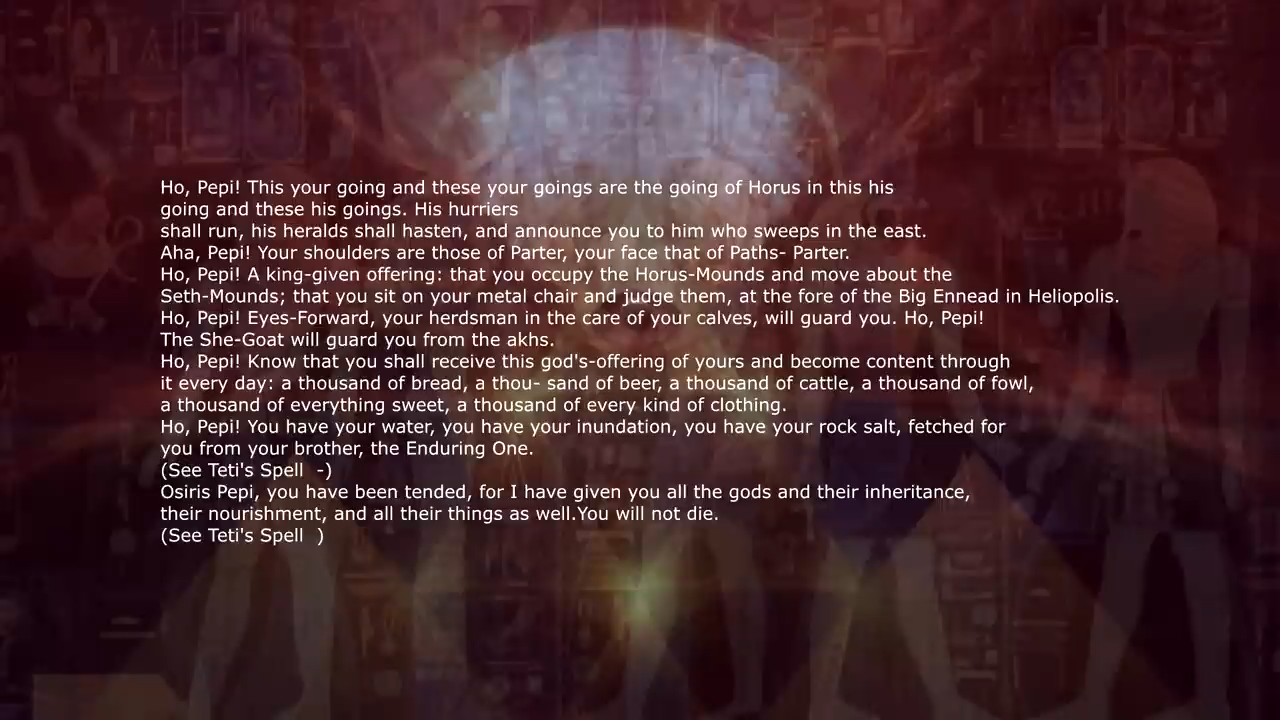 Ho, Pepi! This your going and these your goings are the going of Horus in this his
going and these his goings. His hurriers
shall run, his heralds shall hasten, and announce you to him who sweeps in the east.
Aha, Pepi! Your shoulders are those of Parter, your face that of Paths- Parter.
Ho, Pepi! A king-given offering: that you occupy the Horus-Mounds and move about the
Seth-Mounds; that you sit on your metal chair and judge them, at the fore of the Big Ennead in Heliopolis.
Ho, Pepi! Eyes-Forward, your herdsman in the care of your calves, will guard you. Ho, Pepi!
The She-Goat will guard you from the akhs.
Ho, Pepi! Know that you shall receive this god's-offering of yours and become content through
it every day: a thousand of bread, a thou- sand of beer, a thousand of cattle, a thousand of fowl,
a thousand of everything sweet, a thousand of every kind of clothing.
Ho, Pepi! You have your water, you have your inundation, you have your rock salt, fetched for
you from your brother, the Enduring One.
(See Teti's Spell  -)
Osiris Pepi, you have been tended, for I have given you all the gods and their inheritance,
their nourishment, and all their things as well.You will not die.
(See Teti's Spell  )